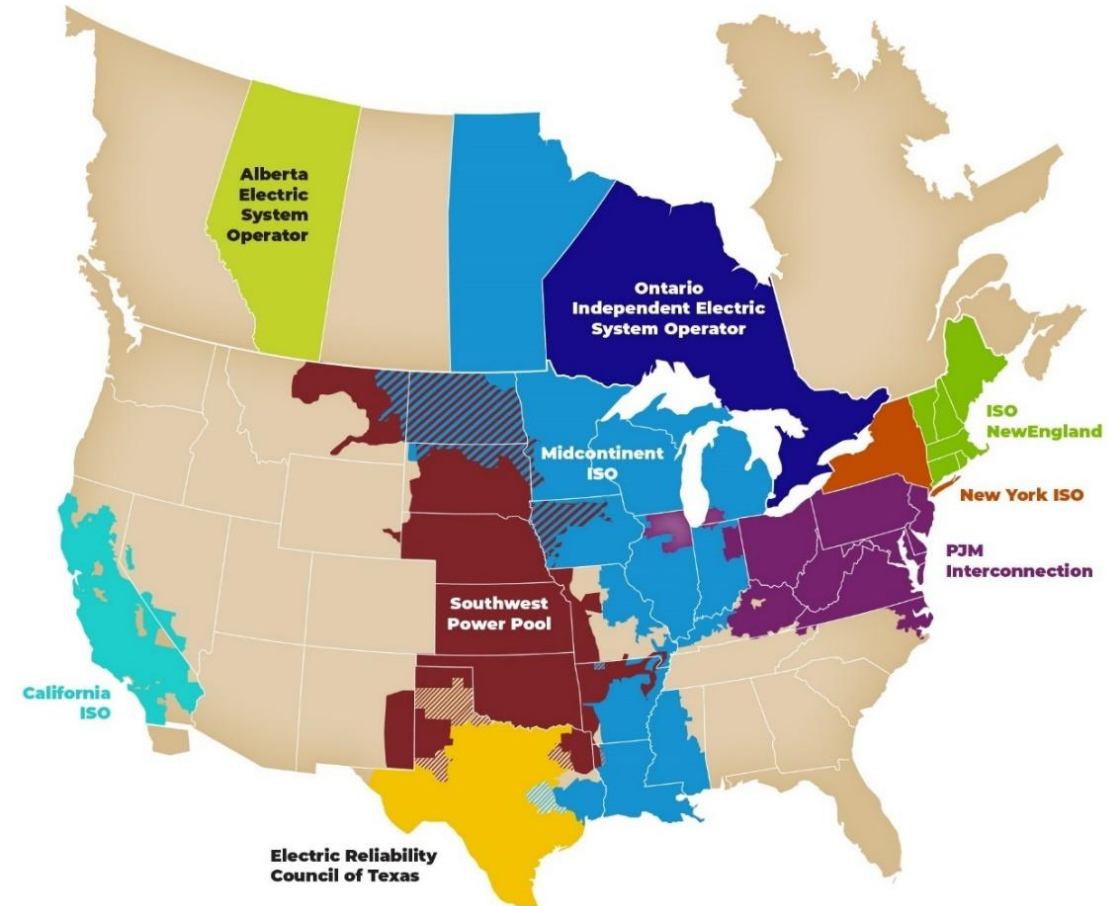 Alberta
Electric
System
Operator
Ontario
Independent Electric
System Operator
ISO
NewEngland
Midcontinent
ISO
New York ISO
PJM
Interconnection
Southwest
Power Pool
California
ISO
Electric Reliability
Council of Texas